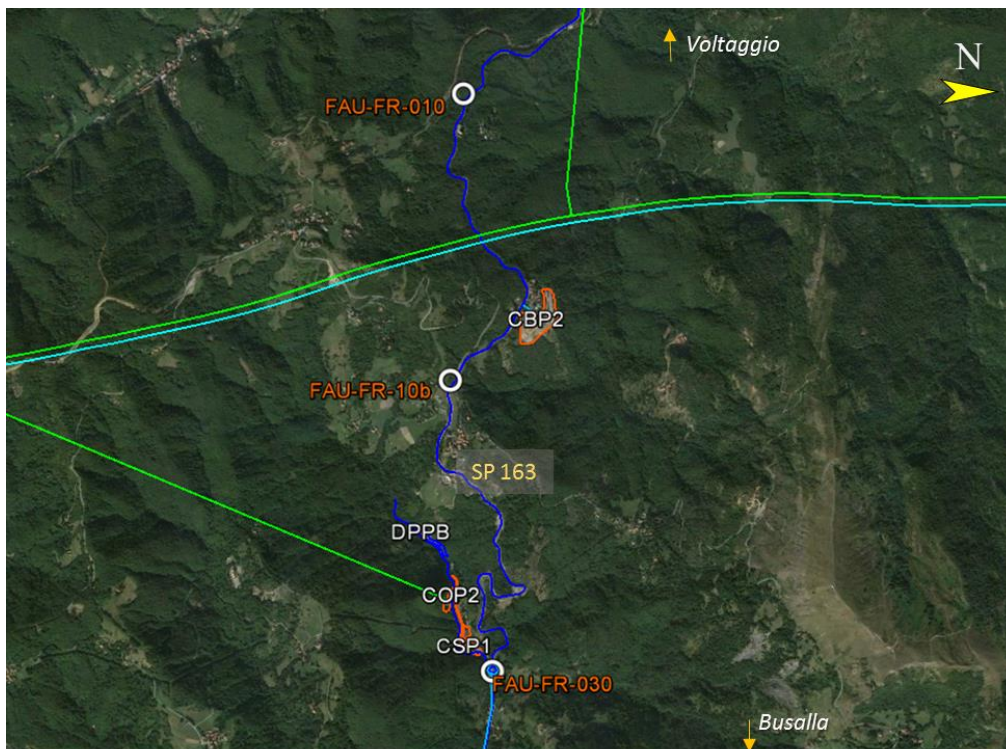 Voltaggio
N
FAU-FR-010
CBP2
FAU-FR-10b
SP 163
DPPB
COP2
CSP1
FAU-FR-030
Busalla